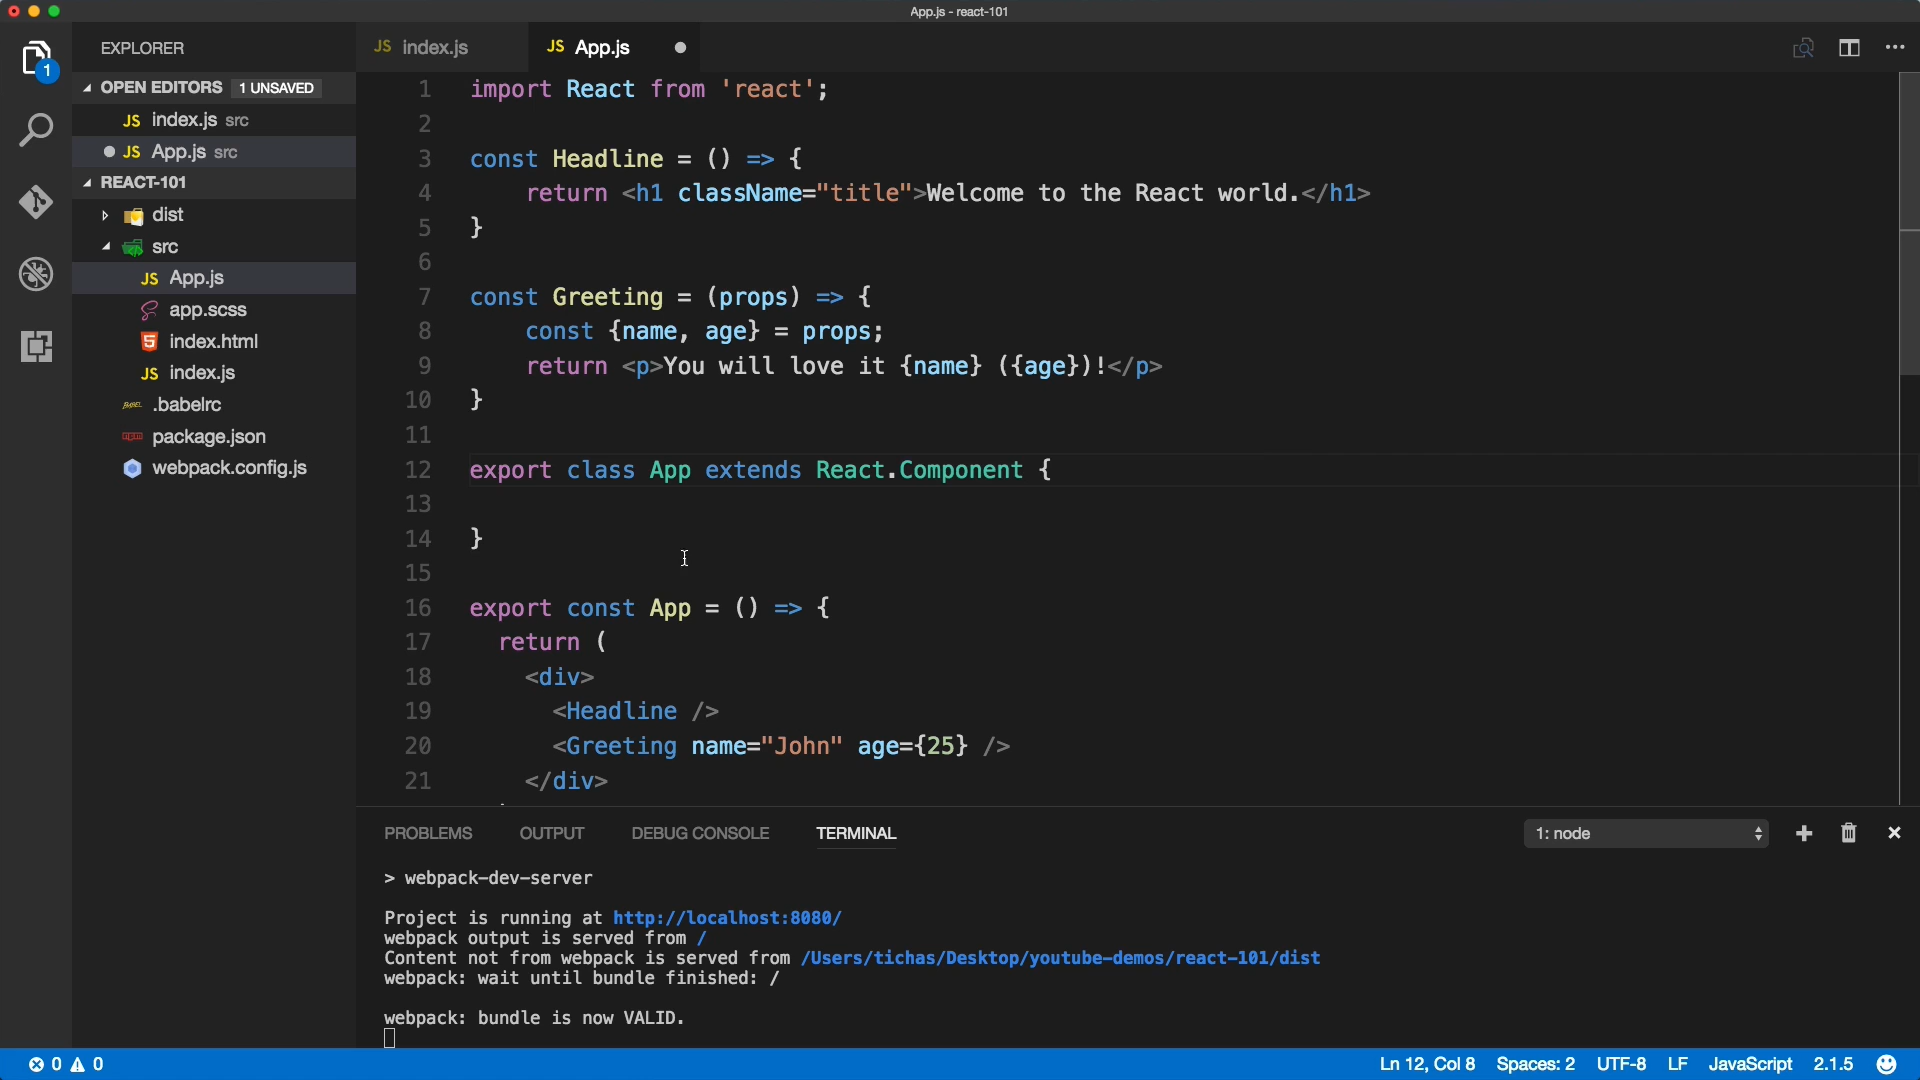 App.js - react-101
EXPLORER
OPEN EDITORS 1 UNSAVED
JS index.js src
JS App.js src
REACT-101
dist
src
JS App.js
app.scss
5 index.html
JS index.js
BABEL .babelrc
npm package.json
webpack.config.js
1
JS index.js
JS App.js
1 import React from 'react';
2
3 const Headline = () => {
4 return <h1 className="title">Welcome to the React world.</h1>
5 }
6
7 const Greeting = (props) => {
8 const {name, age} = props;
9 return <p>You will love it {name} ({age})!</p>
10 }
11
12 export class App extends React.Component {
13
14 }
15
16 export const App = () => {
17 return (
18 <div>
19 <Headline />
20 <Greeting name="John" age={25} />
21 </div>
PROBLEMS OUTPUT DEBUG CONSOLE TERMINAL 1: node
> webpack-dev-server
Project is running at http://localhost:8080/
webpack output is served from /
Content not from webpack is served from /Users/tichas/Desktop/youtube-demos/react-101/dist
webpack: wait until bundle finished: /
webpack: bundle is now VALID.
0 0 Ln 12, Col 8 Spaces: 2 UTF-8 LF JavaScript 2.1.5